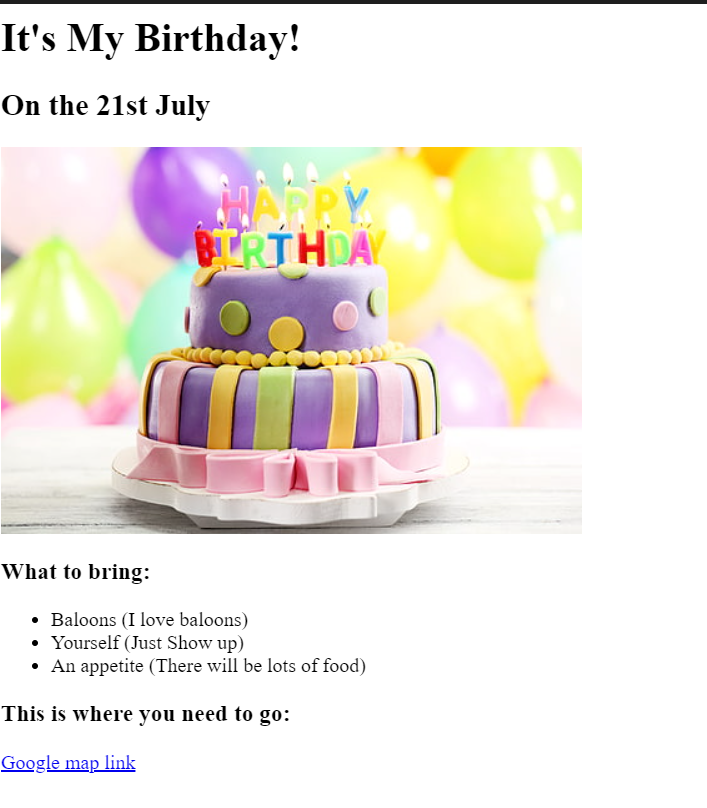 It's My Birthday!
On the 21st July
HAPPY
BIRTHDAY
What to bring:
Baloons (I love baloons)
Yourself (Just Show up)
An appetite (There will be lots of food)
This is where you need to go:
Google map link